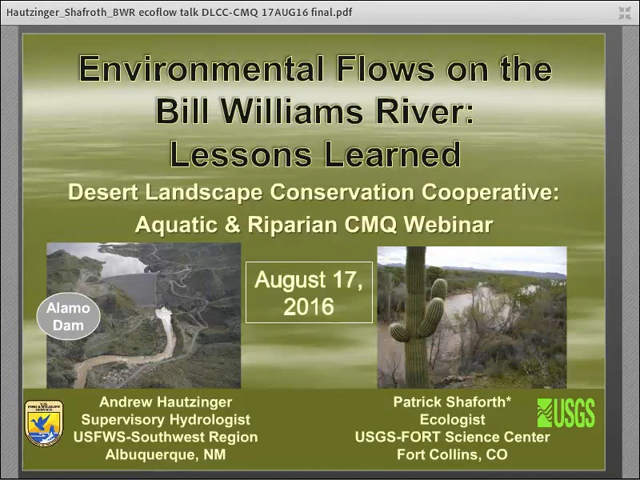 Hautzinger_Shafroth_BWR ecoflow talk DLCC-CMQ 17AUG16 final.pdf
Environmental Flows on the
Bill Williams River:
Lessons Learned
Desert Landscape Conservation Cooperative:
Aquatic & Riparian CMQ Webinar
Alamo
Dam
August 17,
2016
Andrew Hautzinger
Supervisory Hydrologist
USFWS-Southwest Region
Albuquerque, NM
Patrick Shaforth*
Ecologist
USGS-FORT Science Center
Fort Collins, CO
USGS